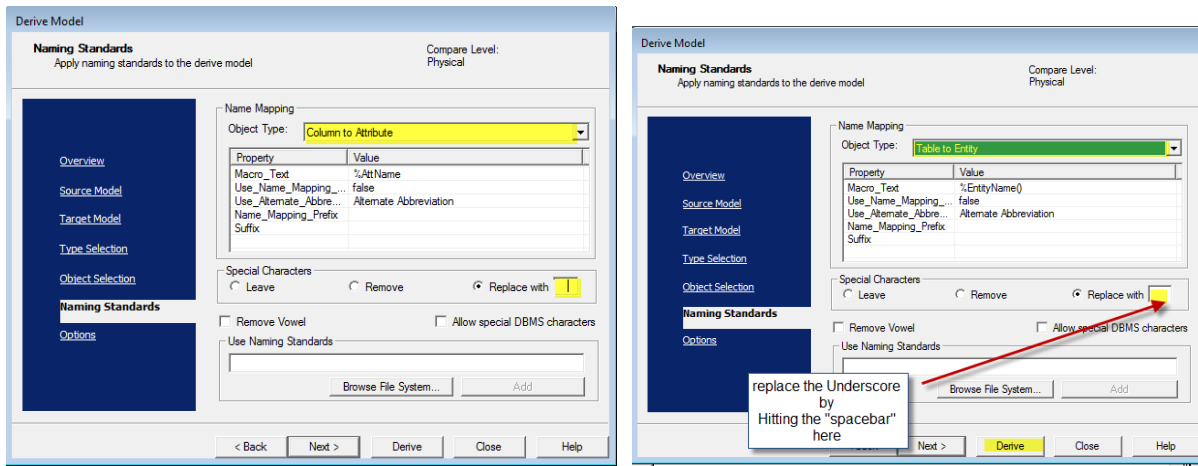 Derive Model
Naming Standards
Apply naming standards to the derive model
Compare Level:
Physical
Overview
Source Model
Target Model
Type Selection
Object Selection
Naming Standards
Options
Name Mapping
Object Type: Column to Attribute
Property Value
Macro_Text %AttName
Use_Name_Mapping_... false
Use_Alternate_Abbre... Alternate Abbreviation
Name_Mapping_Prefix
Suffix
Special Characters
Leave Remove Replace with
Remove Vowel Allow special DBMS characters
Use Naming Standards
Browse File System... Add
< Back Next > Derive Close Help
Derive Model
Naming Standards
Apply naming standards to the derive model
Compare Level:
Physical
Overview
Source Model
Target Model
Type Selection
Object Selection
Naming Standards
Options
Name Mapping
Object Type: Table to Entity
Property Value
Macro_Text %EntityName()
Use_Name_Mapping_... false
Use_Alternate_Abbre... Alternate Abbreviation
Name_Mapping_Prefix
Suffix
Special Characters
Leave Remove Replace with
Remove Vowel Allow special DBMS characters
Use Naming Standards
Browse File System... Add
replace the Underscore
by
Hitting the "spacebar"
here
Next > Derive Close Help